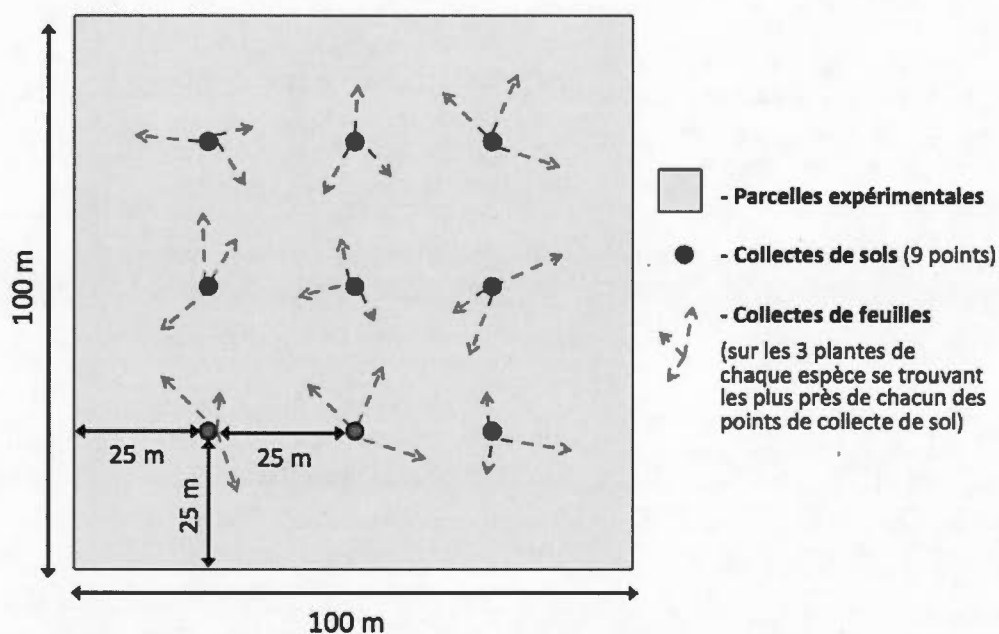 100 m
25 m
25 m
25 m
100 m
- Parcelles expérimentales
- Collectes de sols (9 points)
- Collectes de feuilles
(sur les 3 plantes de
chaque espèce se trouvant
les plus près de chacun des
points de collecte de sol)